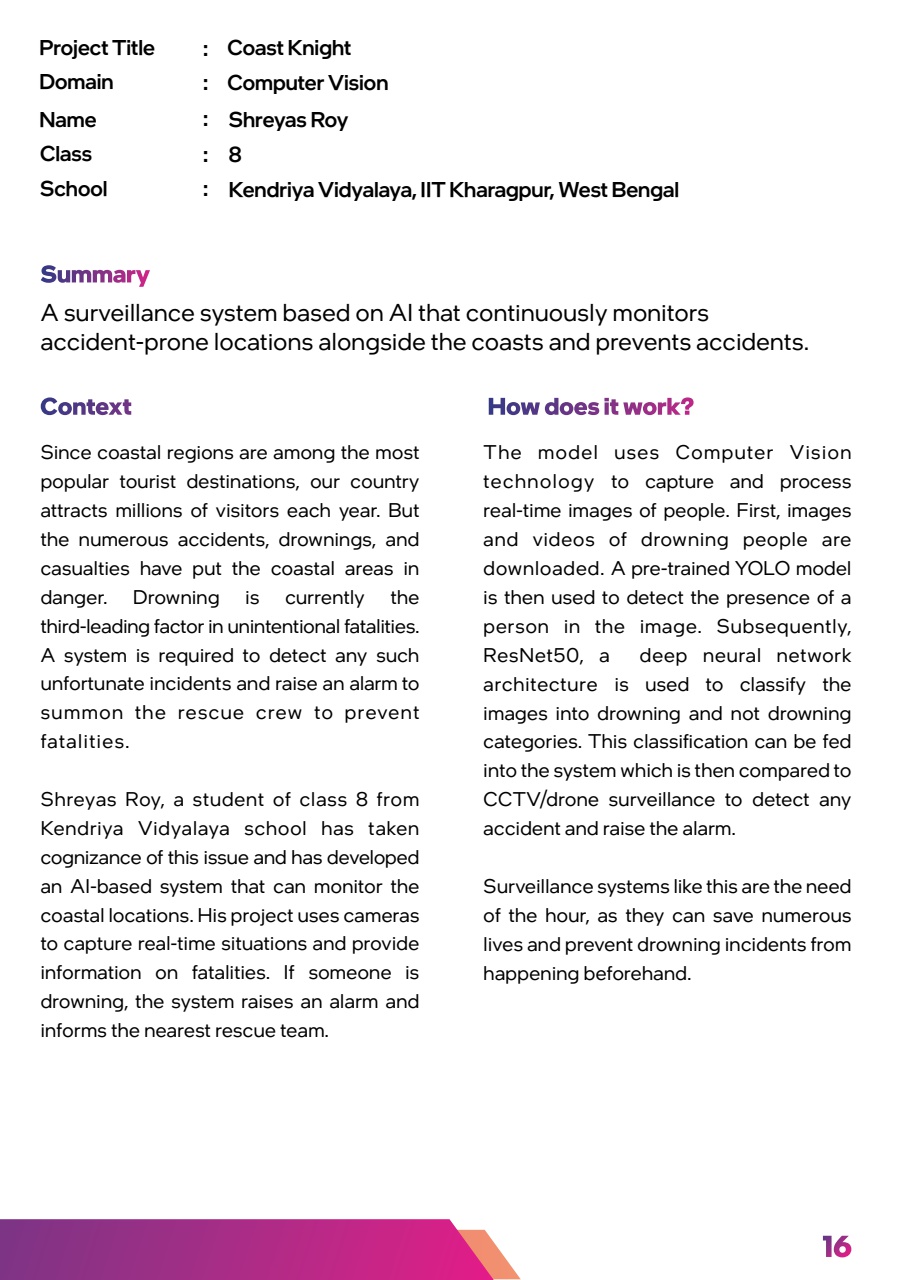 Project Title : Coast Knight
Domain : Computer Vision
Name : Shreyas Roy
Class : 8
School : Kendriya Vidyalaya, IIT Kharagpur, West Bengal
Summary
A surveillance system based on AI that continuously monitors
accident-prone locations alongside the coasts and prevents accidents.
Context
Since coastal regions are among the most
popular tourist destinations, our country
attracts millions of visitors each year. But
the numerous accidents, drownings, and
casualties have put the coastal areas in
danger. Drowning is currently the
third-leading factor in unintentional fatalities.
A system is required to detect any such
unfortunate incidents and raise an alarm to
summon the rescue crew to prevent
fatalities.
Shreyas Roy, a student of class 8 from
Kendriya Vidyalaya school has taken
cognizance of this issue and has developed
an AI-based system that can monitor the
coastal locations. His project uses cameras
to capture real-time situations and provide
information on fatalities. If someone is
drowning, the system raises an alarm and
informs the nearest rescue team.
How does it work?
The model uses Computer Vision
technology to capture and process
real-time images of people. First, images
and videos of drowning people are
downloaded. A pre-trained YOLO model
is then used to detect the presence of a
person in the image. Subsequently,
ResNet50, a deep neural network
architecture is used to classify the
images into drowning and not drowning
categories. This classification can be fed
into the system which is then compared to
CCTV/drone surveillance to detect any
accident and raise the alarm.
Surveillance systems like this are the need
of the hour, as they can save numerous
lives and prevent drowning incidents from
happening beforehand.
16